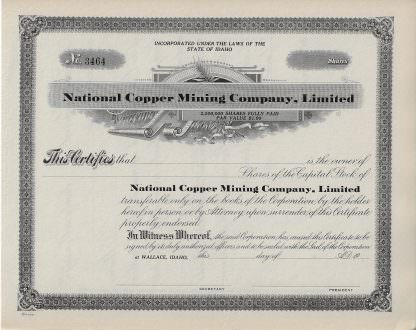 INCORPORATED UNDER THE LAWS OF THE
STATE OF IDAHO
No. 3464
Shares
National Copper Mining Company, Limited
2,000,000 SHARES FULLY PAID
PAR VALUE $1.00
This Certifies that
is the owner of
Shares of the Capital Stock of
National Copper Mining Company, Limited
transferable only on the books of the Corporation by the holder
hereof in person or by Attorney upon surrender of this Certificate
properly endorsed.
In Witness Whereof, the said Corporation has caused this Certificate to be
signed by its duly authorized officers and to be sealed with the Seal of the Corporation
at WALLACE, IDAHO, this day of A.D. 19
SECRETARY
PRESIDENT